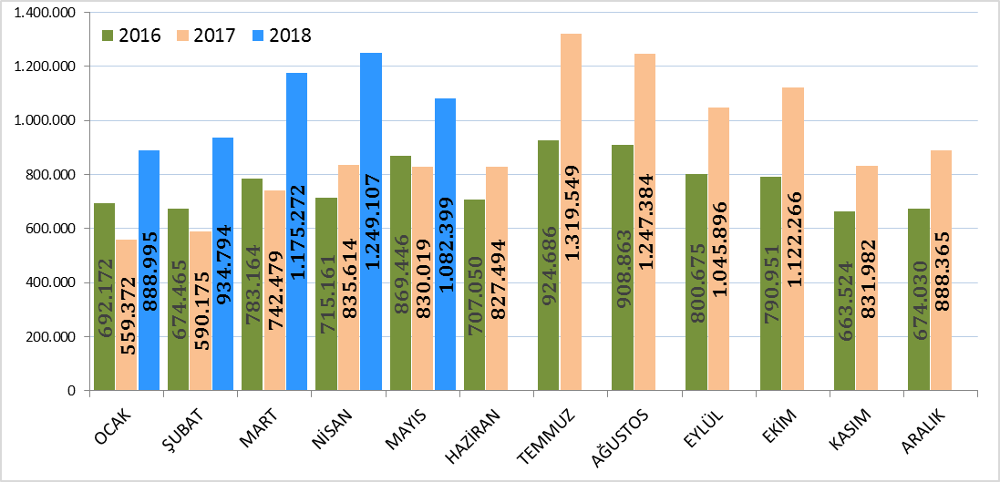 1.400.000
1.200.000
1.000.000
800.000
600.000
400.000
200.000
0
2016 2017 2018
692.172 559.372 888.995
674.465 590.175 934.794
783.164 742.479 1.175.272
715.161 835.614 1.249.107
869.446 830.019 1.082.399
707.050 827.494
924.686 1.319.549
908.863 1.247.384
800.675 1.045.896
790.951 1.122.266
663.524 831.982
674.030 888.365
OCAK
ŞUBAT
MART
NİSAN
MAYIS
HAZİRAN
TEMMUZ
AĞUSTOS
EYLÜL
EKİM
KASIM
ARALIK